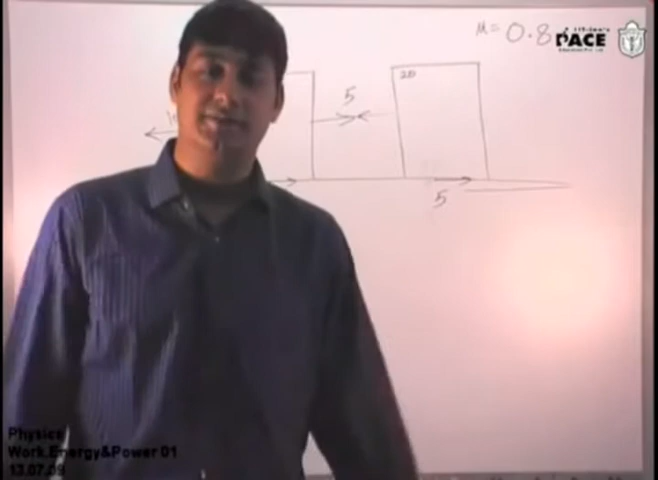 μ = 0.8
PACE
5
20
5
Physics
Work,Energy&Power 01
13.07.09